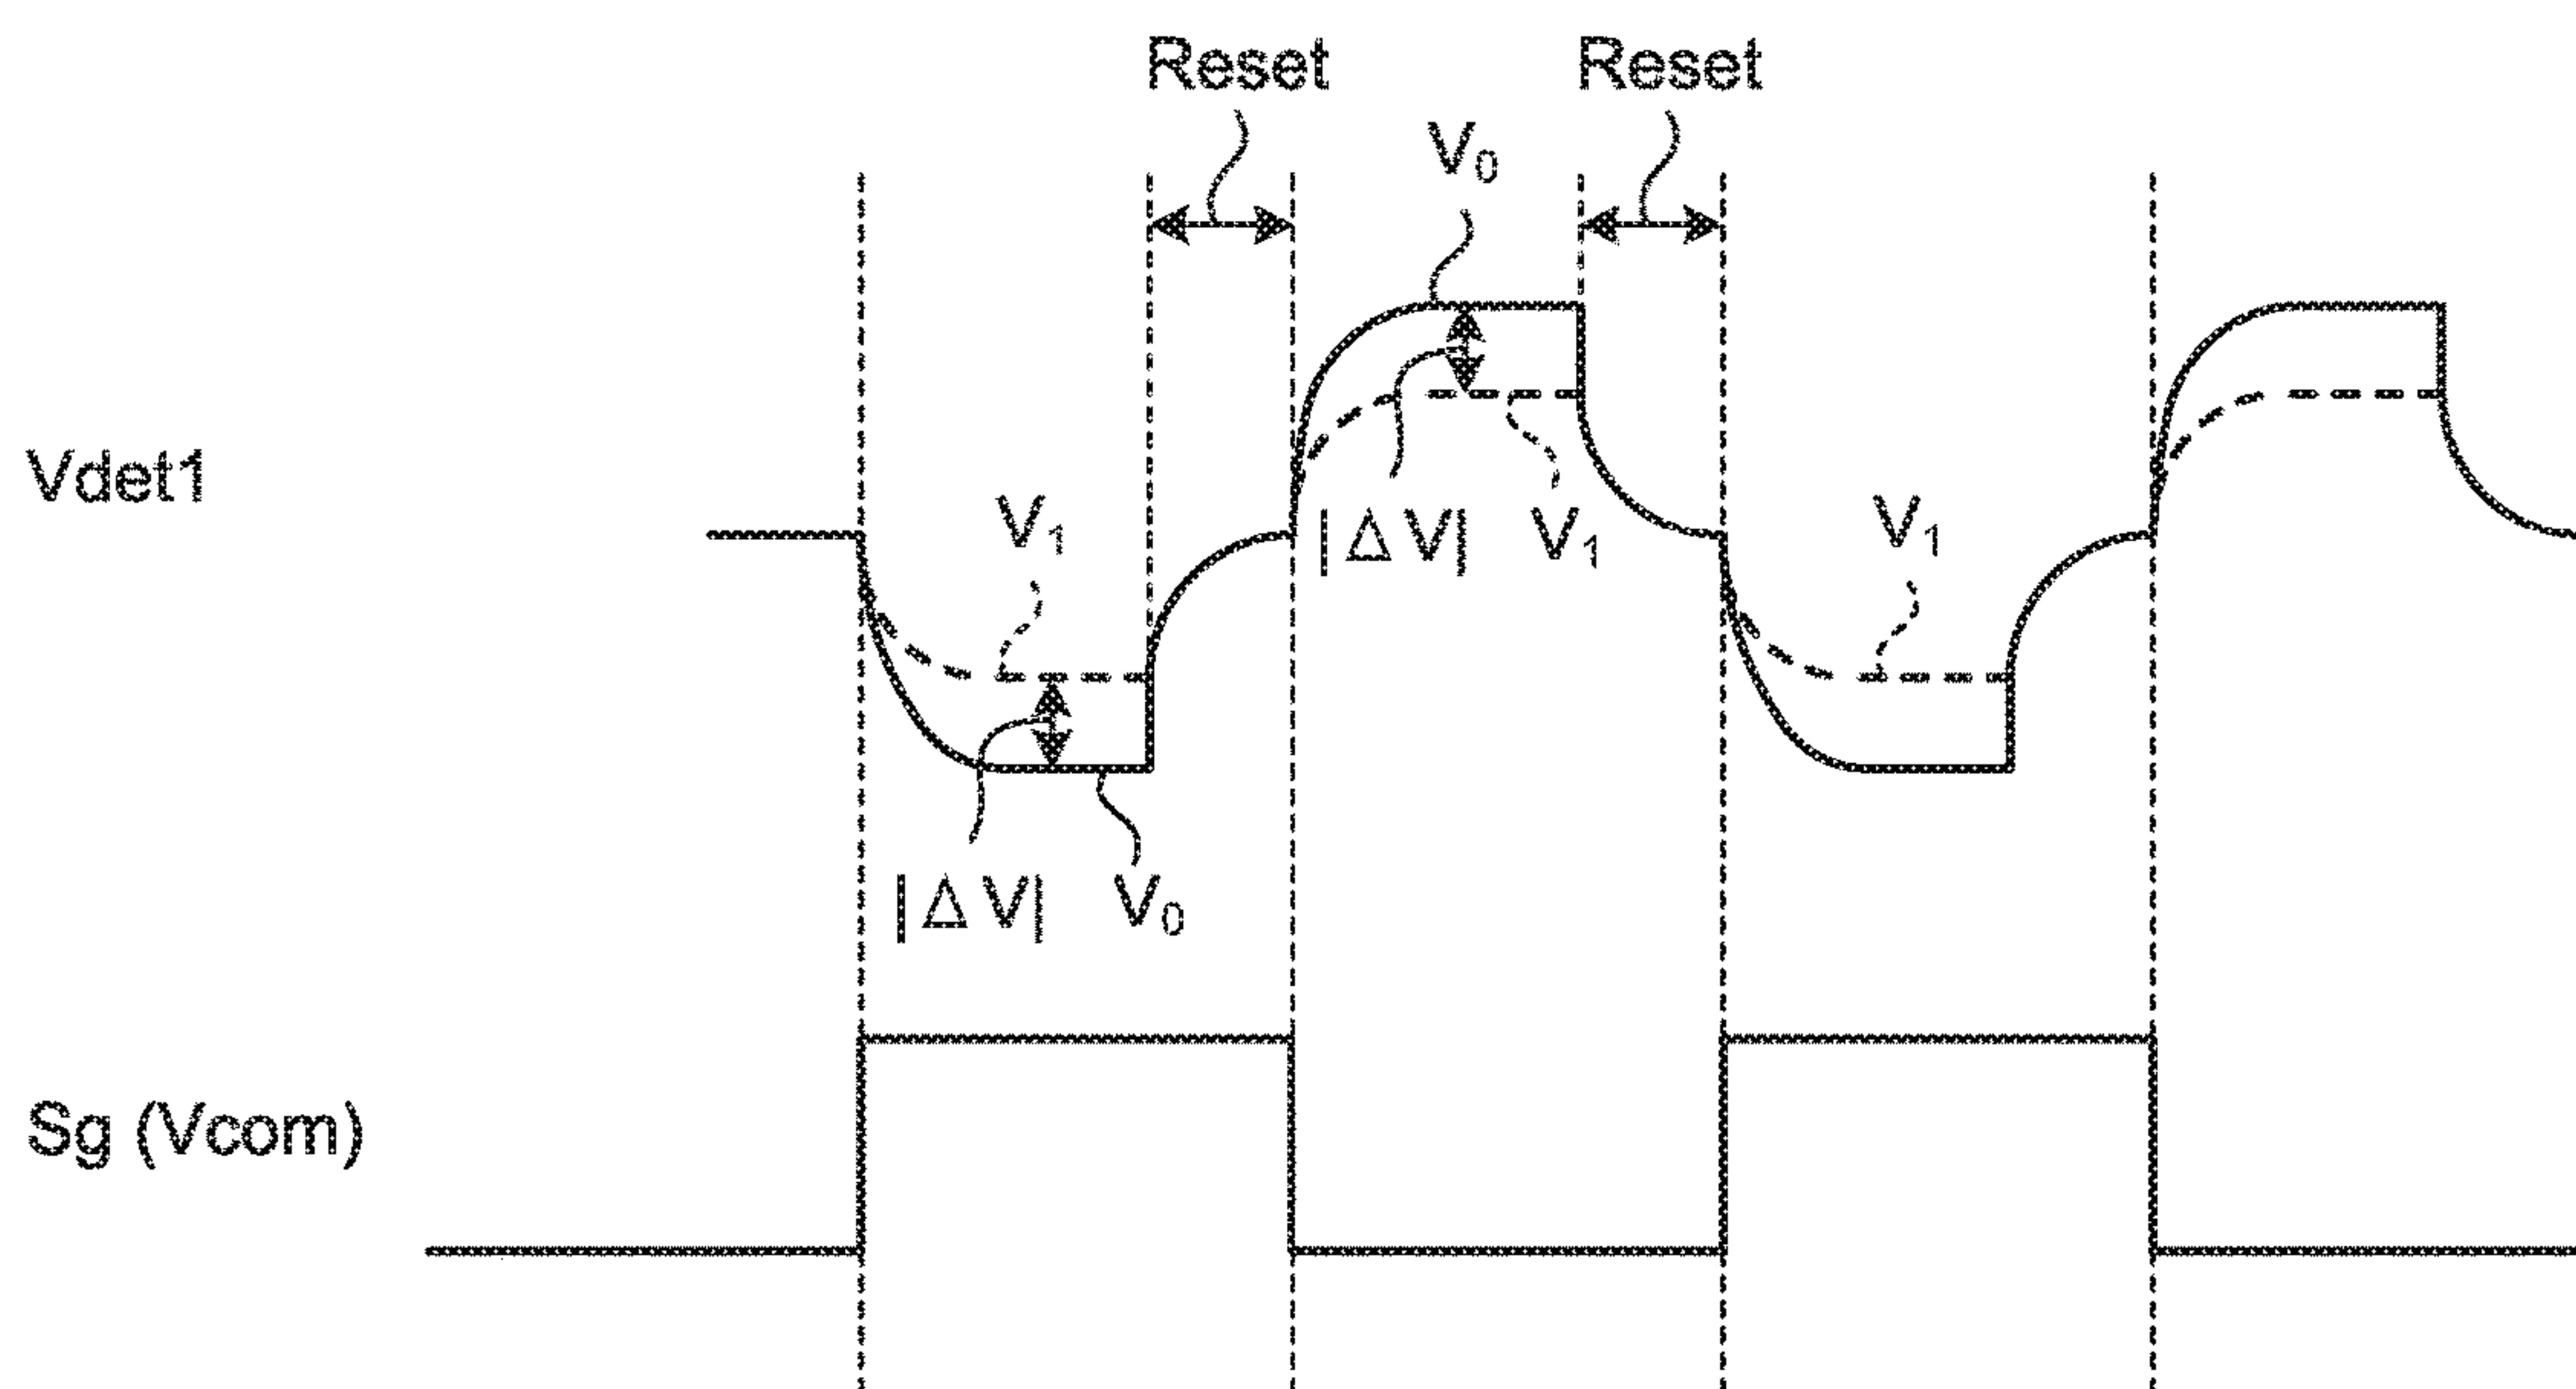 Reset Reset
V₀
Vdet1
V₁ |ΔV| V₁ V₁
|ΔV| V₀
Sg (Vcom)